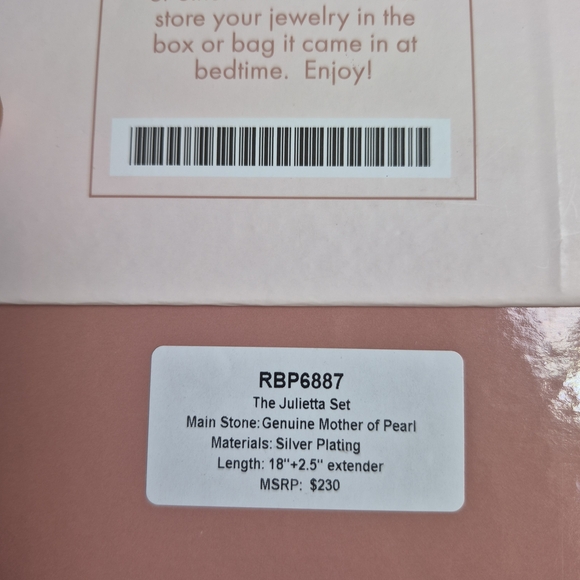 store your jewelry in the
box or bag it came in at
bedtime. Enjoy!
RBP6887
The Julietta Set
Main Stone: Genuine Mother of Pearl
Materials: Silver Plating
Length: 18"+2.5" extender
MSRP: $230